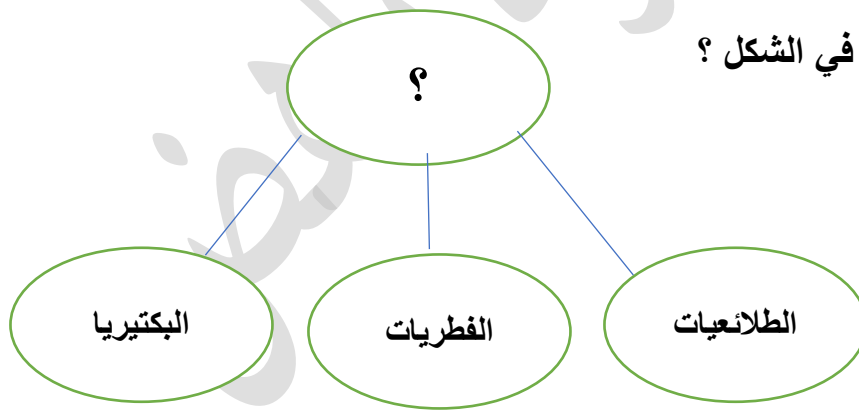 في الشكل ؟
؟
الطلائعيات
الفطريات
البكتيريا